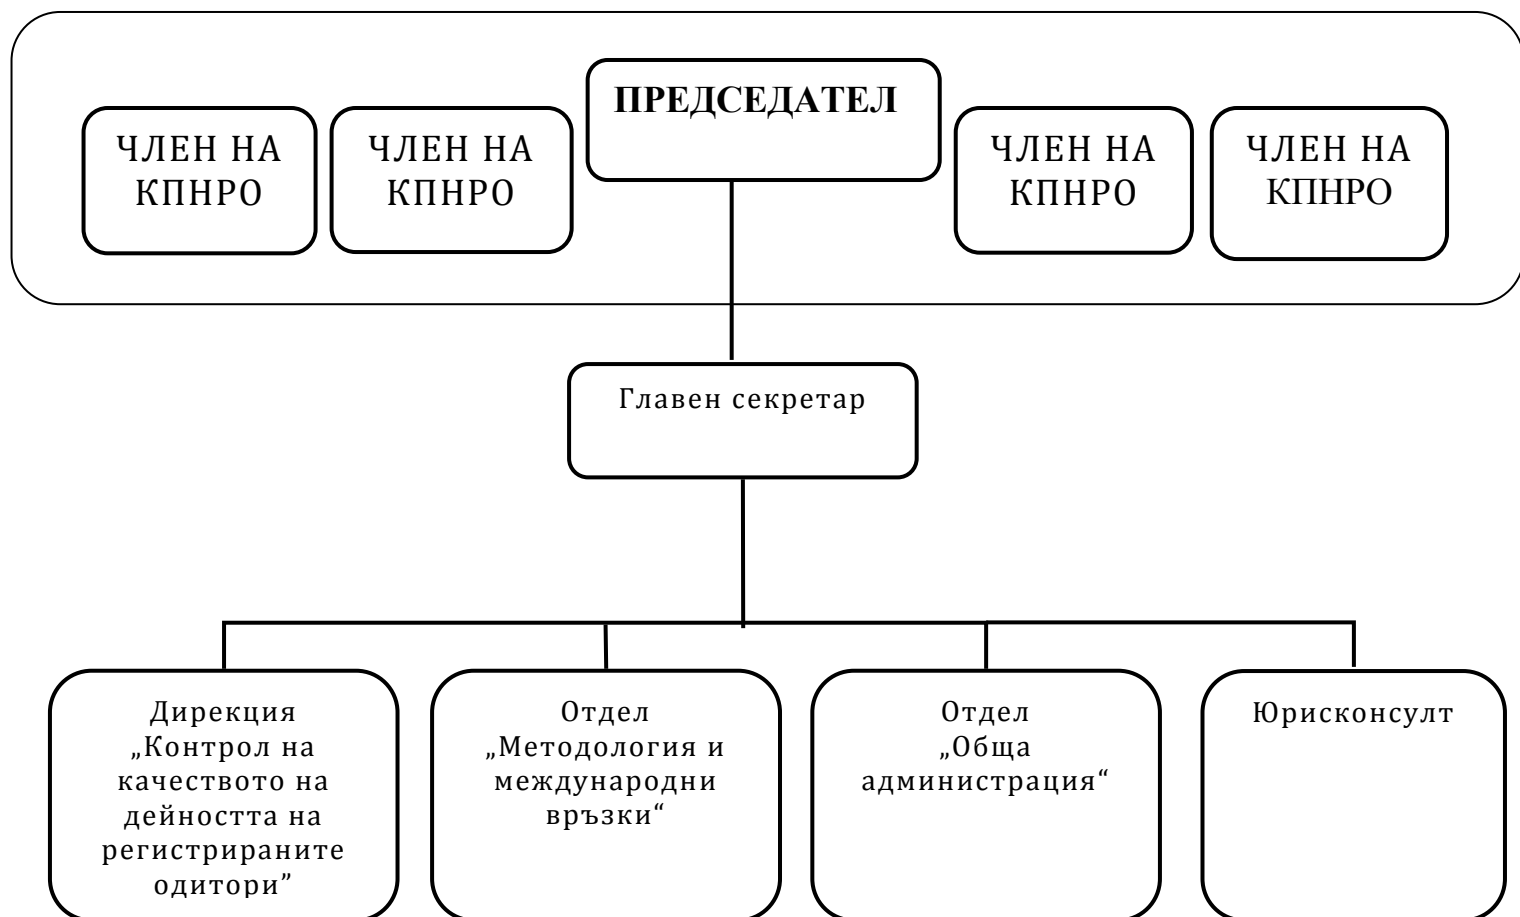 ПРЕДСЕДАТЕЛ
ЧЛЕН НА
КПНРО
ЧЛЕН НА
КПНРО
ЧЛЕН НА
КПНРО
ЧЛЕН НА
КПНРО
Главен секретар
Дирекция
„Контрол на
качеството на
дейността на
регистрираните
одитори”
Отдел
„Методология и
международни
връзки“
Отдел
„Обща
администрация“
Юрисконсулт